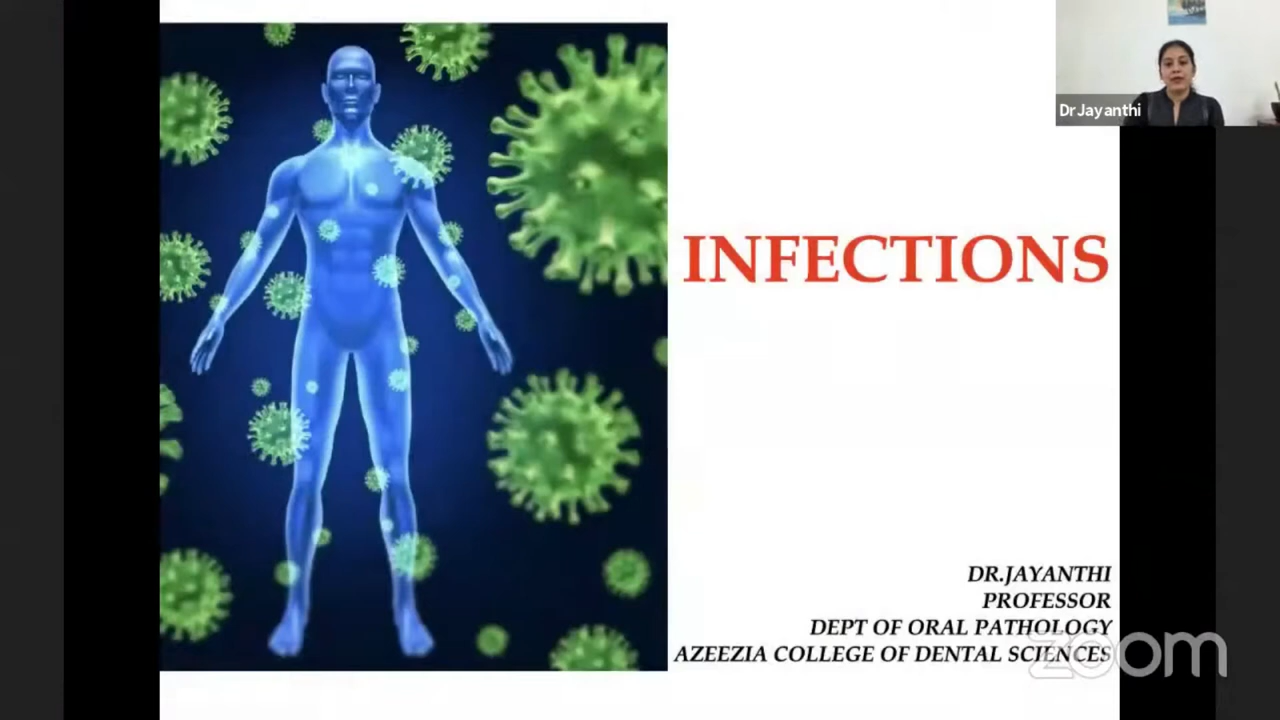 Dr Jayanthi
INFECTIONS
DR.JAYANTHI
PROFESSOR
DEPT OF ORAL PATHOLOGY
AZEEZIA COLLEGE OF DENTAL SCIENCES
zoom